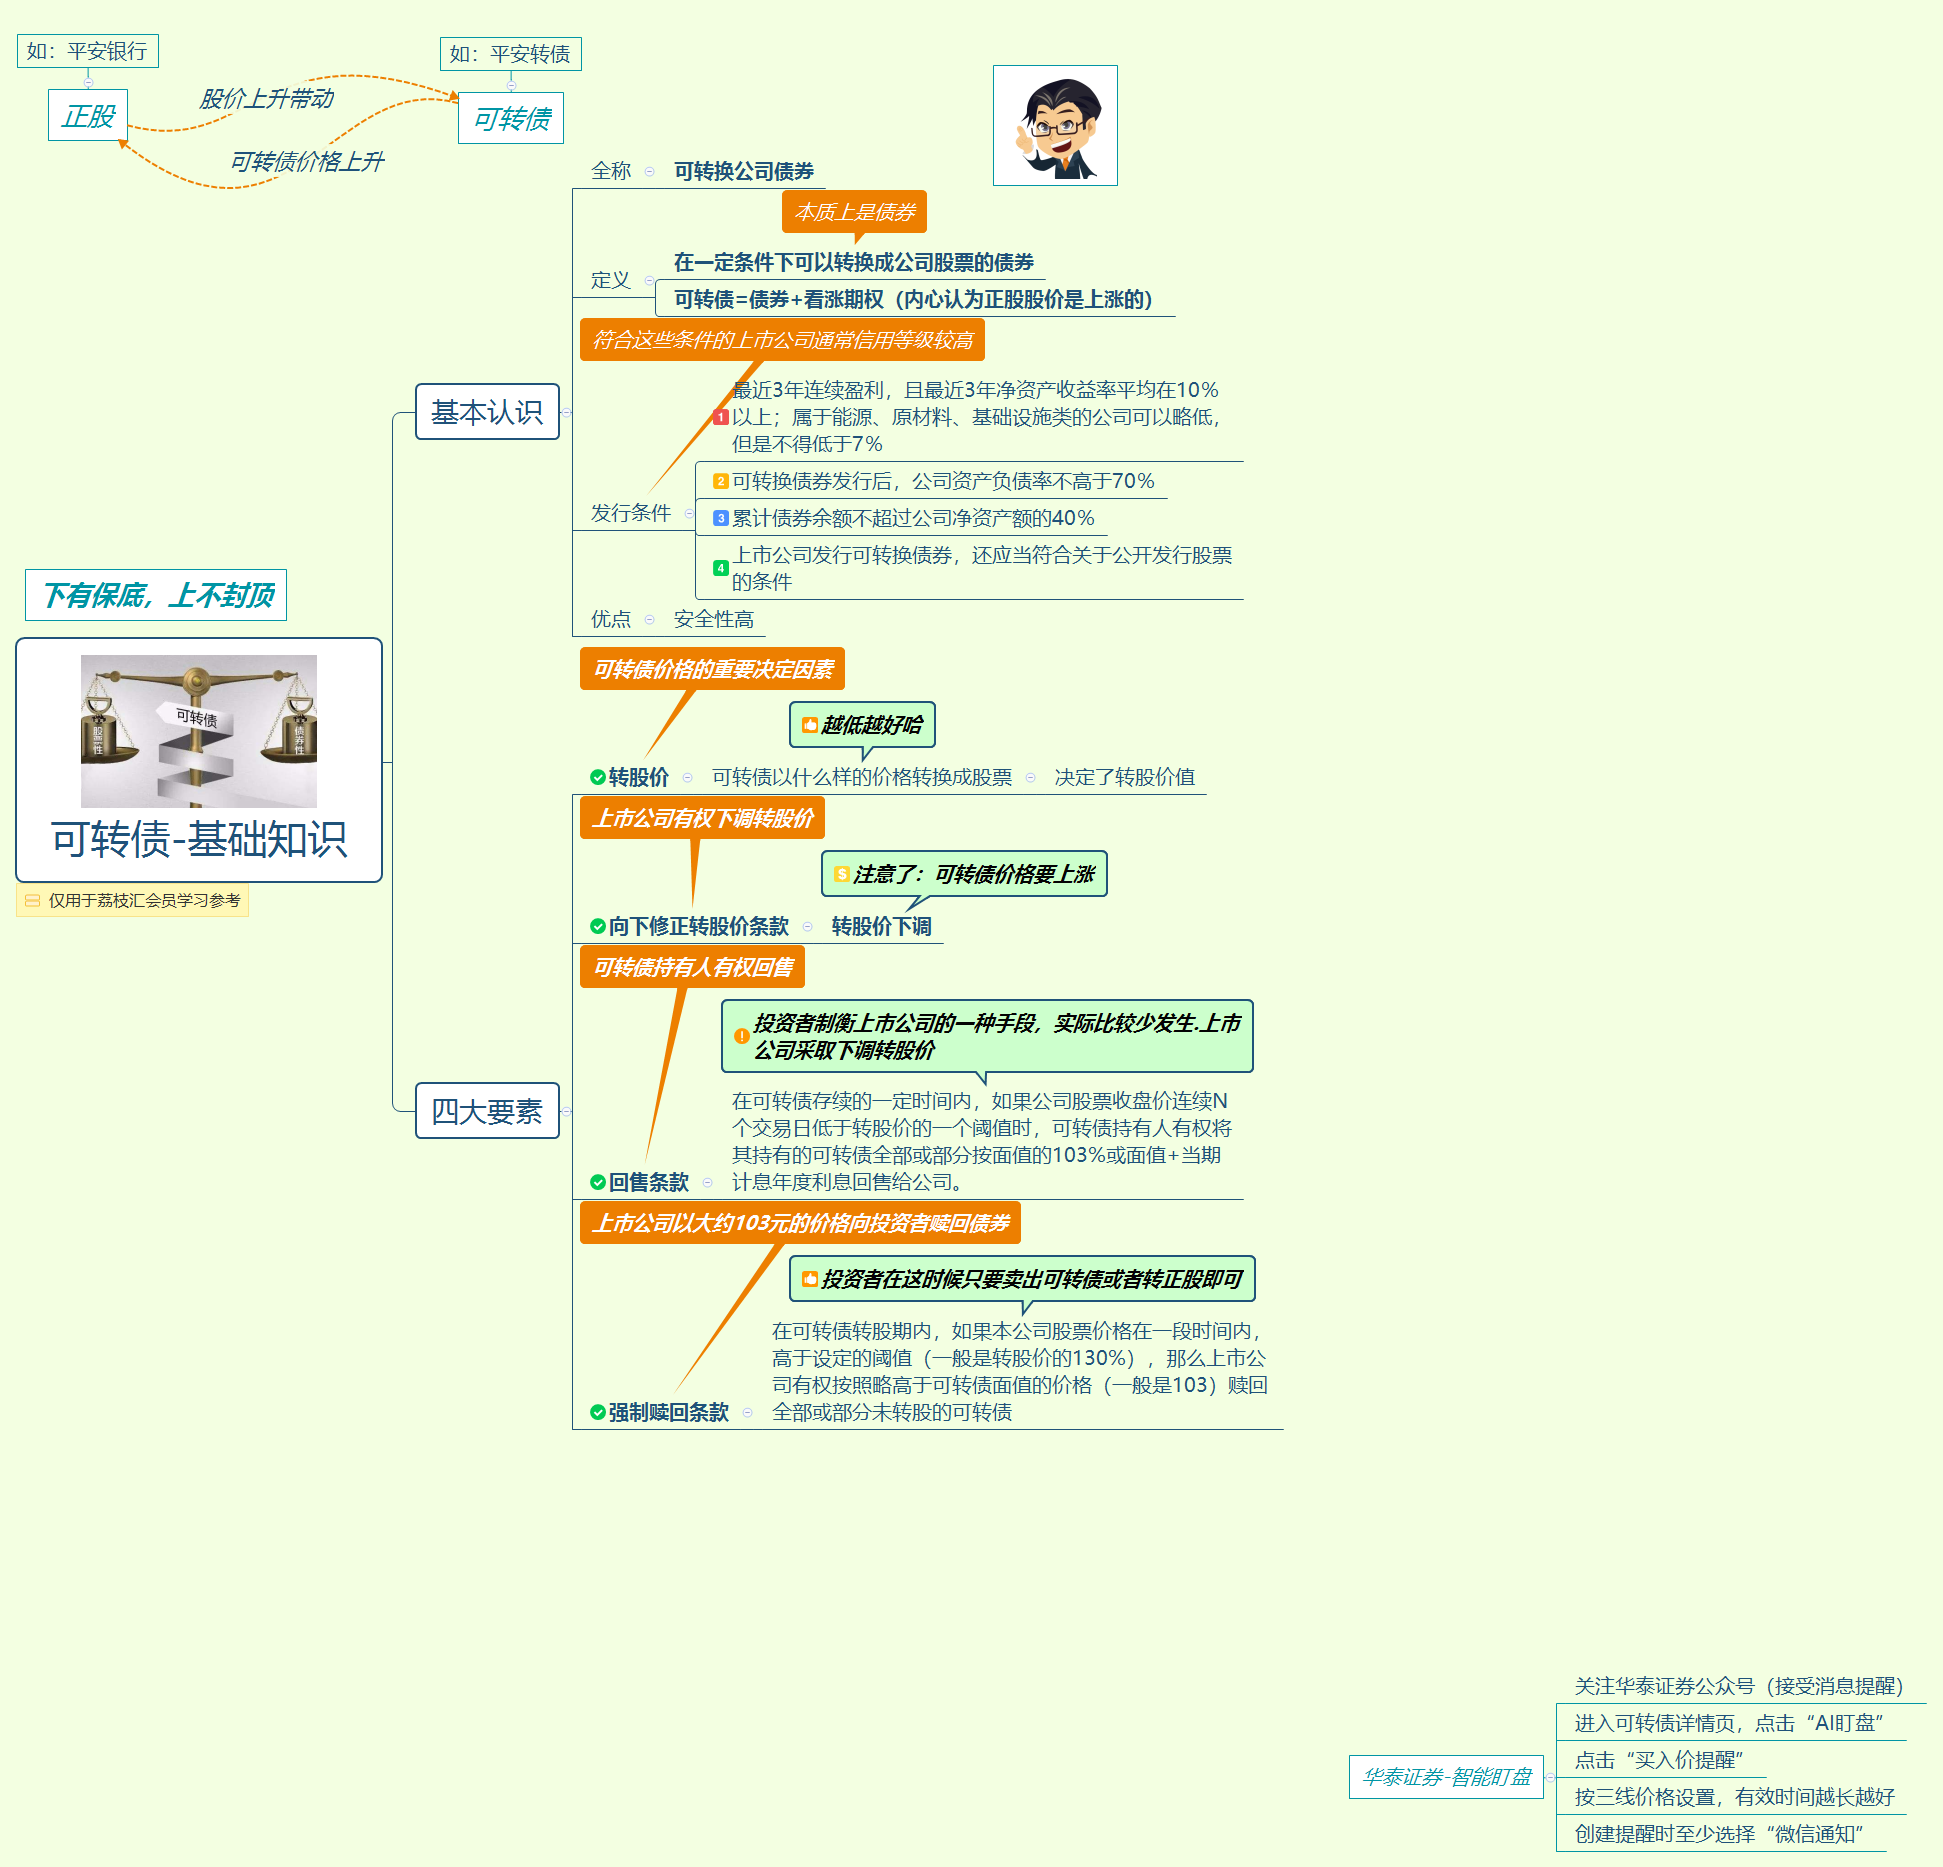 如：平安银行
正股
股价上升带动
可转债价格上升
如：平安转债
可转债
全称
可转换公司债券
本质上是债券
定义
在一定条件下可以转换成公司股票的债券
可转债=债券+看涨期权（内心认为正股股价是上涨的）
符合这些条件的上市公司通常信用等级较高
基本认识
发行条件
1 最近3年连续盈利，且最近3年净资产收益率平均在10%
以上；属于能源、原材料、基础设施类的公司可以略低，
但是不得低于7%
2 可转换债券发行后，公司资产负债率不高于70%
3 累计债券余额不超过公司净资产额的40%
4 上市公司发行可转换债券，还应当符合关于公开发行股票
的条件
优点
安全性高
下有保底，上不封顶
可转债
股票性
债券性
可转债-基础知识
仅用于荔枝汇会员学习参考
四大要素
可转债价格的重要决定因素
越低越好哈
转股价
可转债以什么样的价格转换成股票
决定了转股价值
上市公司有权下调转股价
$ 注意了：可转债价格要上涨
向下修正转股价条款
转股价下调
可转债持有人有权回售
! 投资者制衡上市公司的一种手段，实际比较少发生.上市
公司采取下调转股价
回售条款
在可转债存续的一定时间内，如果公司股票收盘价连续N
个交易日低于转股价的一个阈值时，可转债持有人有权将
其持有的可转债全部或部分按面值的103%或面值+当期
计息年度利息回售给公司。
上市公司以大约103元的价格向投资者赎回债券
投资者在这时候只要卖出可转债或者转正股即可
强制赎回条款
在可转债转股期内，如果本公司股票价格在一段时间内，
高于设定的阈值（一般是转股价的130%），那么上市公
司有权按照略高于可转债面值的价格（一般是103）赎回
全部或部分未转股的可转债
华泰证券-智能盯盘
关注华泰证券公众号（接受消息提醒）
进入可转债详情页，点击“AI盯盘”
点击“买入价提醒”
按三线价格设置，有效时间越长越好
创建提醒时至少选择“微信通知”